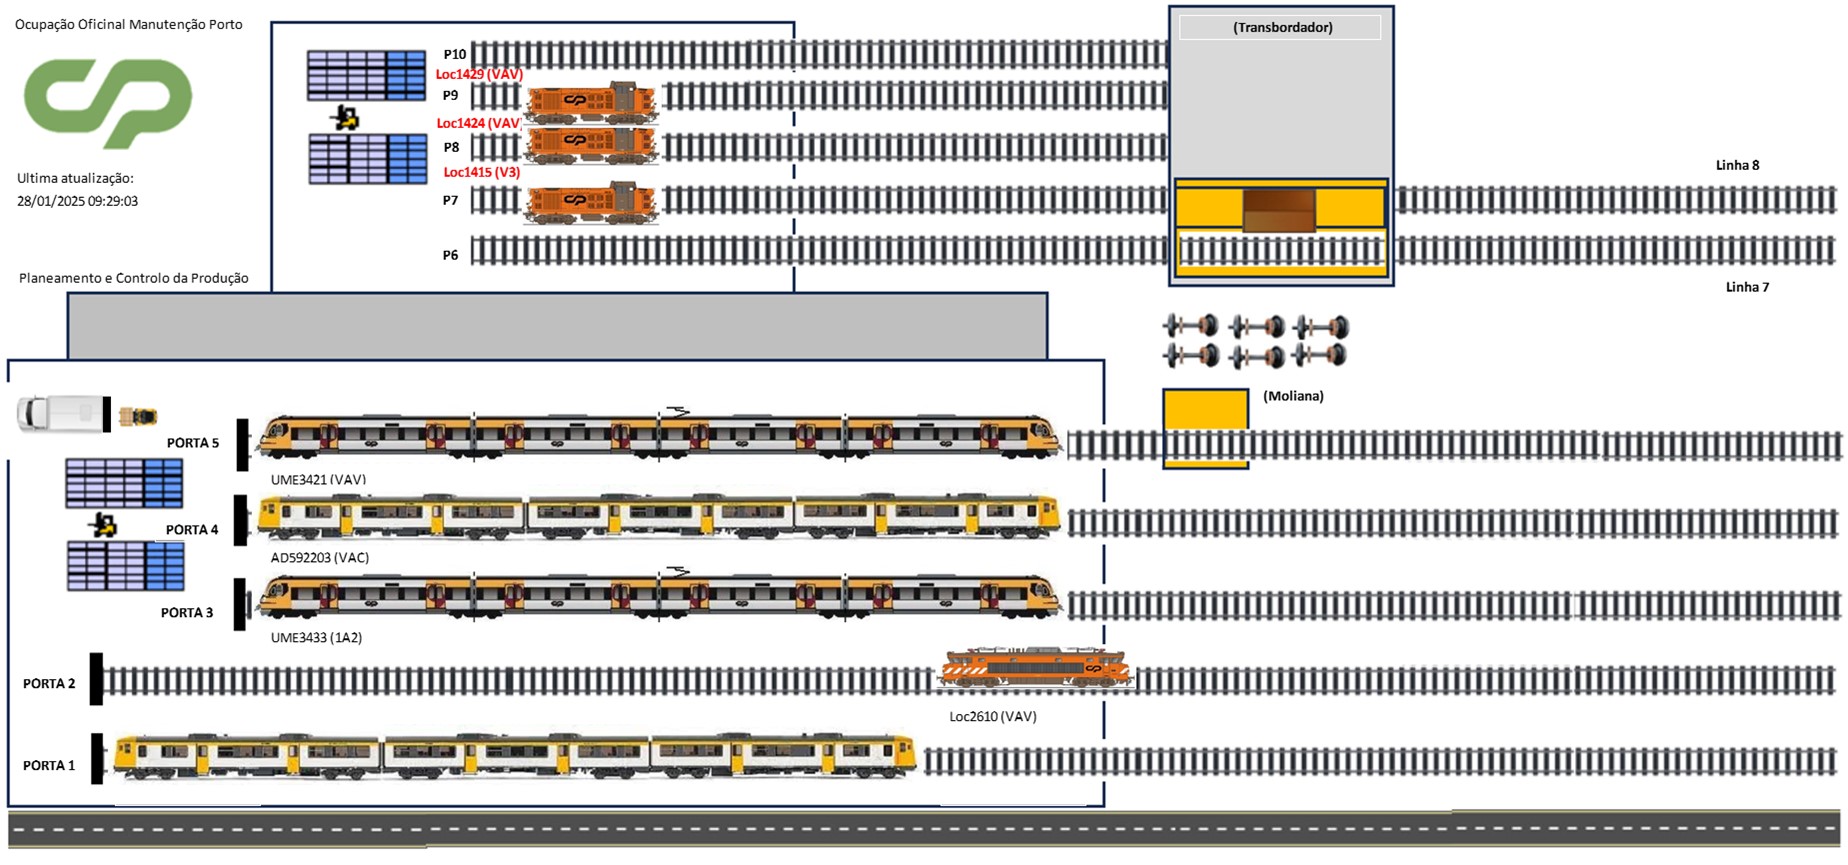 Ocupação Oficinal Manutenção Porto
Ultima atualização:
28/01/2025 09:29:03
Planeamento e Controlo da Produção
P10
Loc1429 (VAV)
P9
Loc1424 (VAV)
P8
Loc1415 (V3)
P7
P6
(Transbordador)
Linha 8
Linha 7
(Moliana)
PORTA 5
UME3421 (VAV)
PORTA 4
AD592203 (VAC)
PORTA 3
UME3433 (1A2)
PORTA 2
Loc2610 (VAV)
PORTA 1